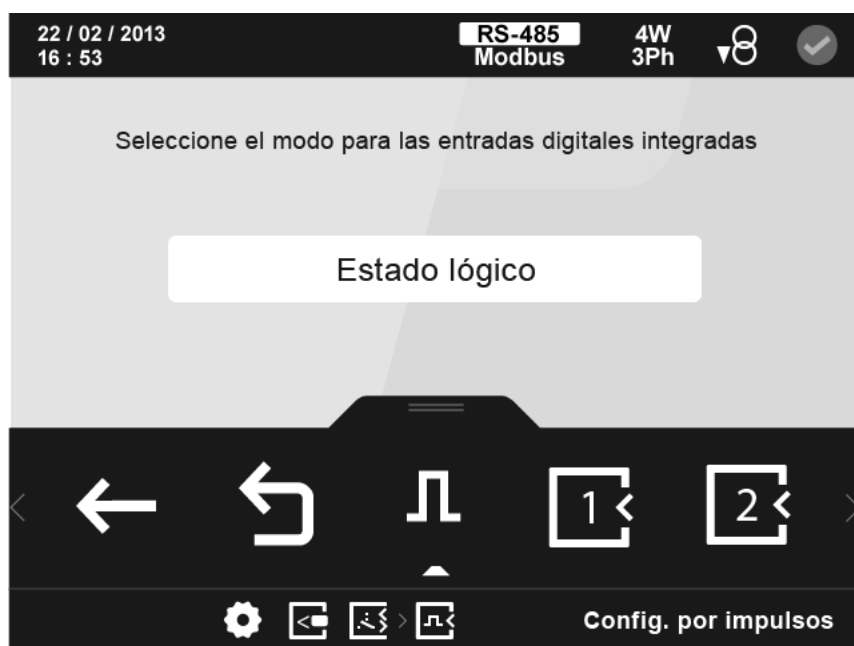 22 / 02 / 2013
16 : 53
RS-485
Modbus
4W
3Ph
Seleccione el modo para las entradas digitales integradas
Estado lógico
1
2
Config. por impulsos